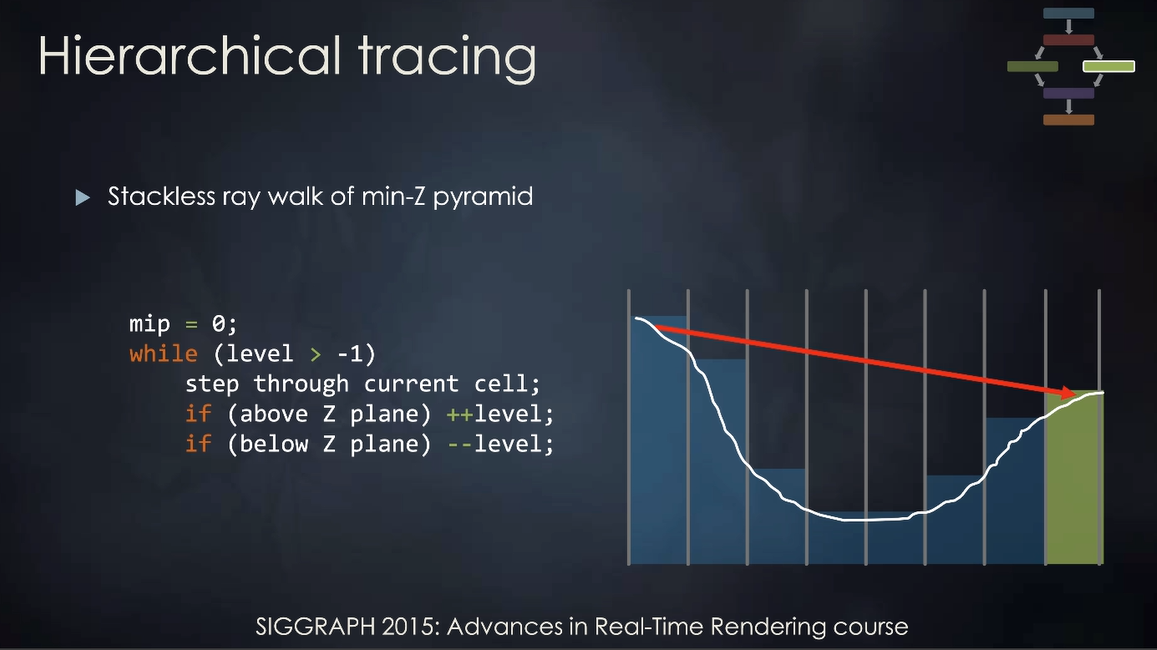 Hierarchical tracing
Stackless ray walk of min-Z pyramid
mip = 0;
while (level > -1)
    step through current cell;
    if (above Z plane) ++level;
    if (below Z plane) --level;
SIGGRAPH 2015: Advances in Real-Time Rendering course